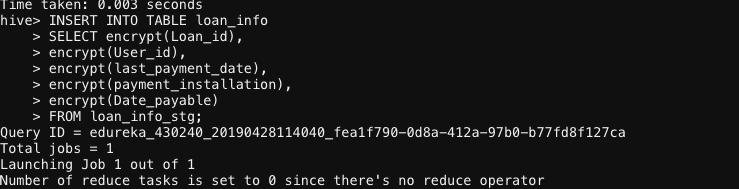 Time taken: 0.003 seconds
hive> INSERT INTO TABLE loan_info
    > SELECT encrypt(Loan_id),
    > encrypt(User_id),
    > encrypt(last_payment_date),
    > encrypt(payment_installation),
    > encrypt(Date_payable)
    > FROM loan_info_stg;
Query ID = edureka_430240_20190428114040_fea1f790-0d8a-412a-97b0-b77fd8f127ca
Total jobs = 1
Launching Job 1 out of 1
Number of reduce tasks is set to 0 since there's no reduce operator